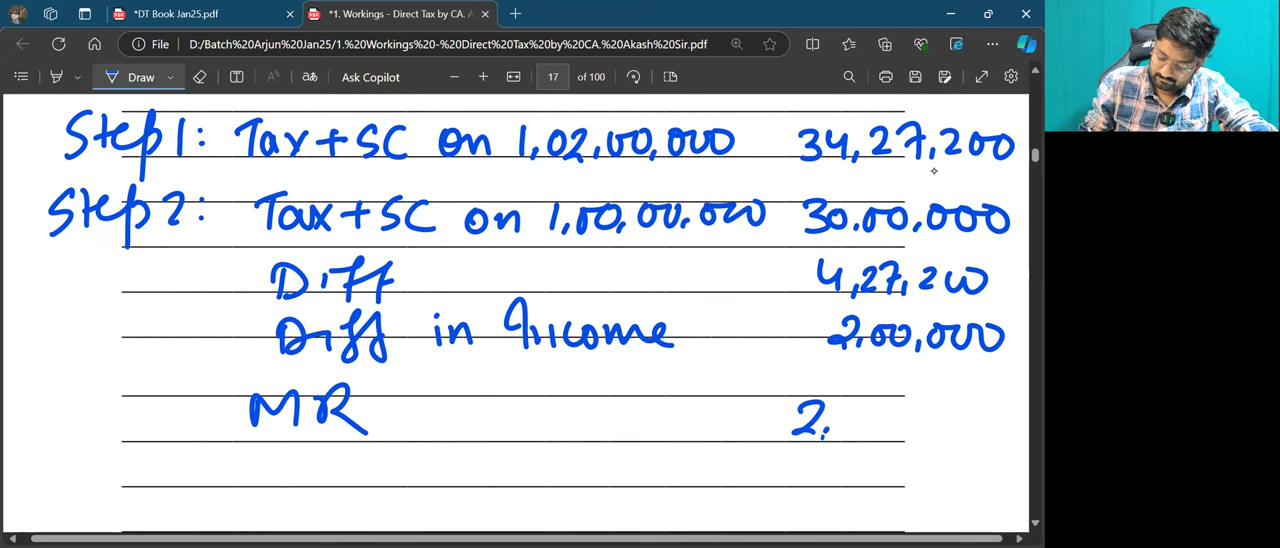 *DT Book Jan25.pdf
*1. Workings - Direct Tax by CA. A
File
D:/Batch%20Arjun%20Jan25/1.%20Workings%20-%20Direct%20Tax%20by%20CA.%20Akash%20Sir.pdf
Draw
Ask Copilot
17 of 100
Step 1: Tax + SC on 1,02,00,000 34,27,200
Step 2: Tax + SC on 1,00,00,000 30,00,000
Diff 4,27,200
Diff in Income 2,00,000
MR 2,